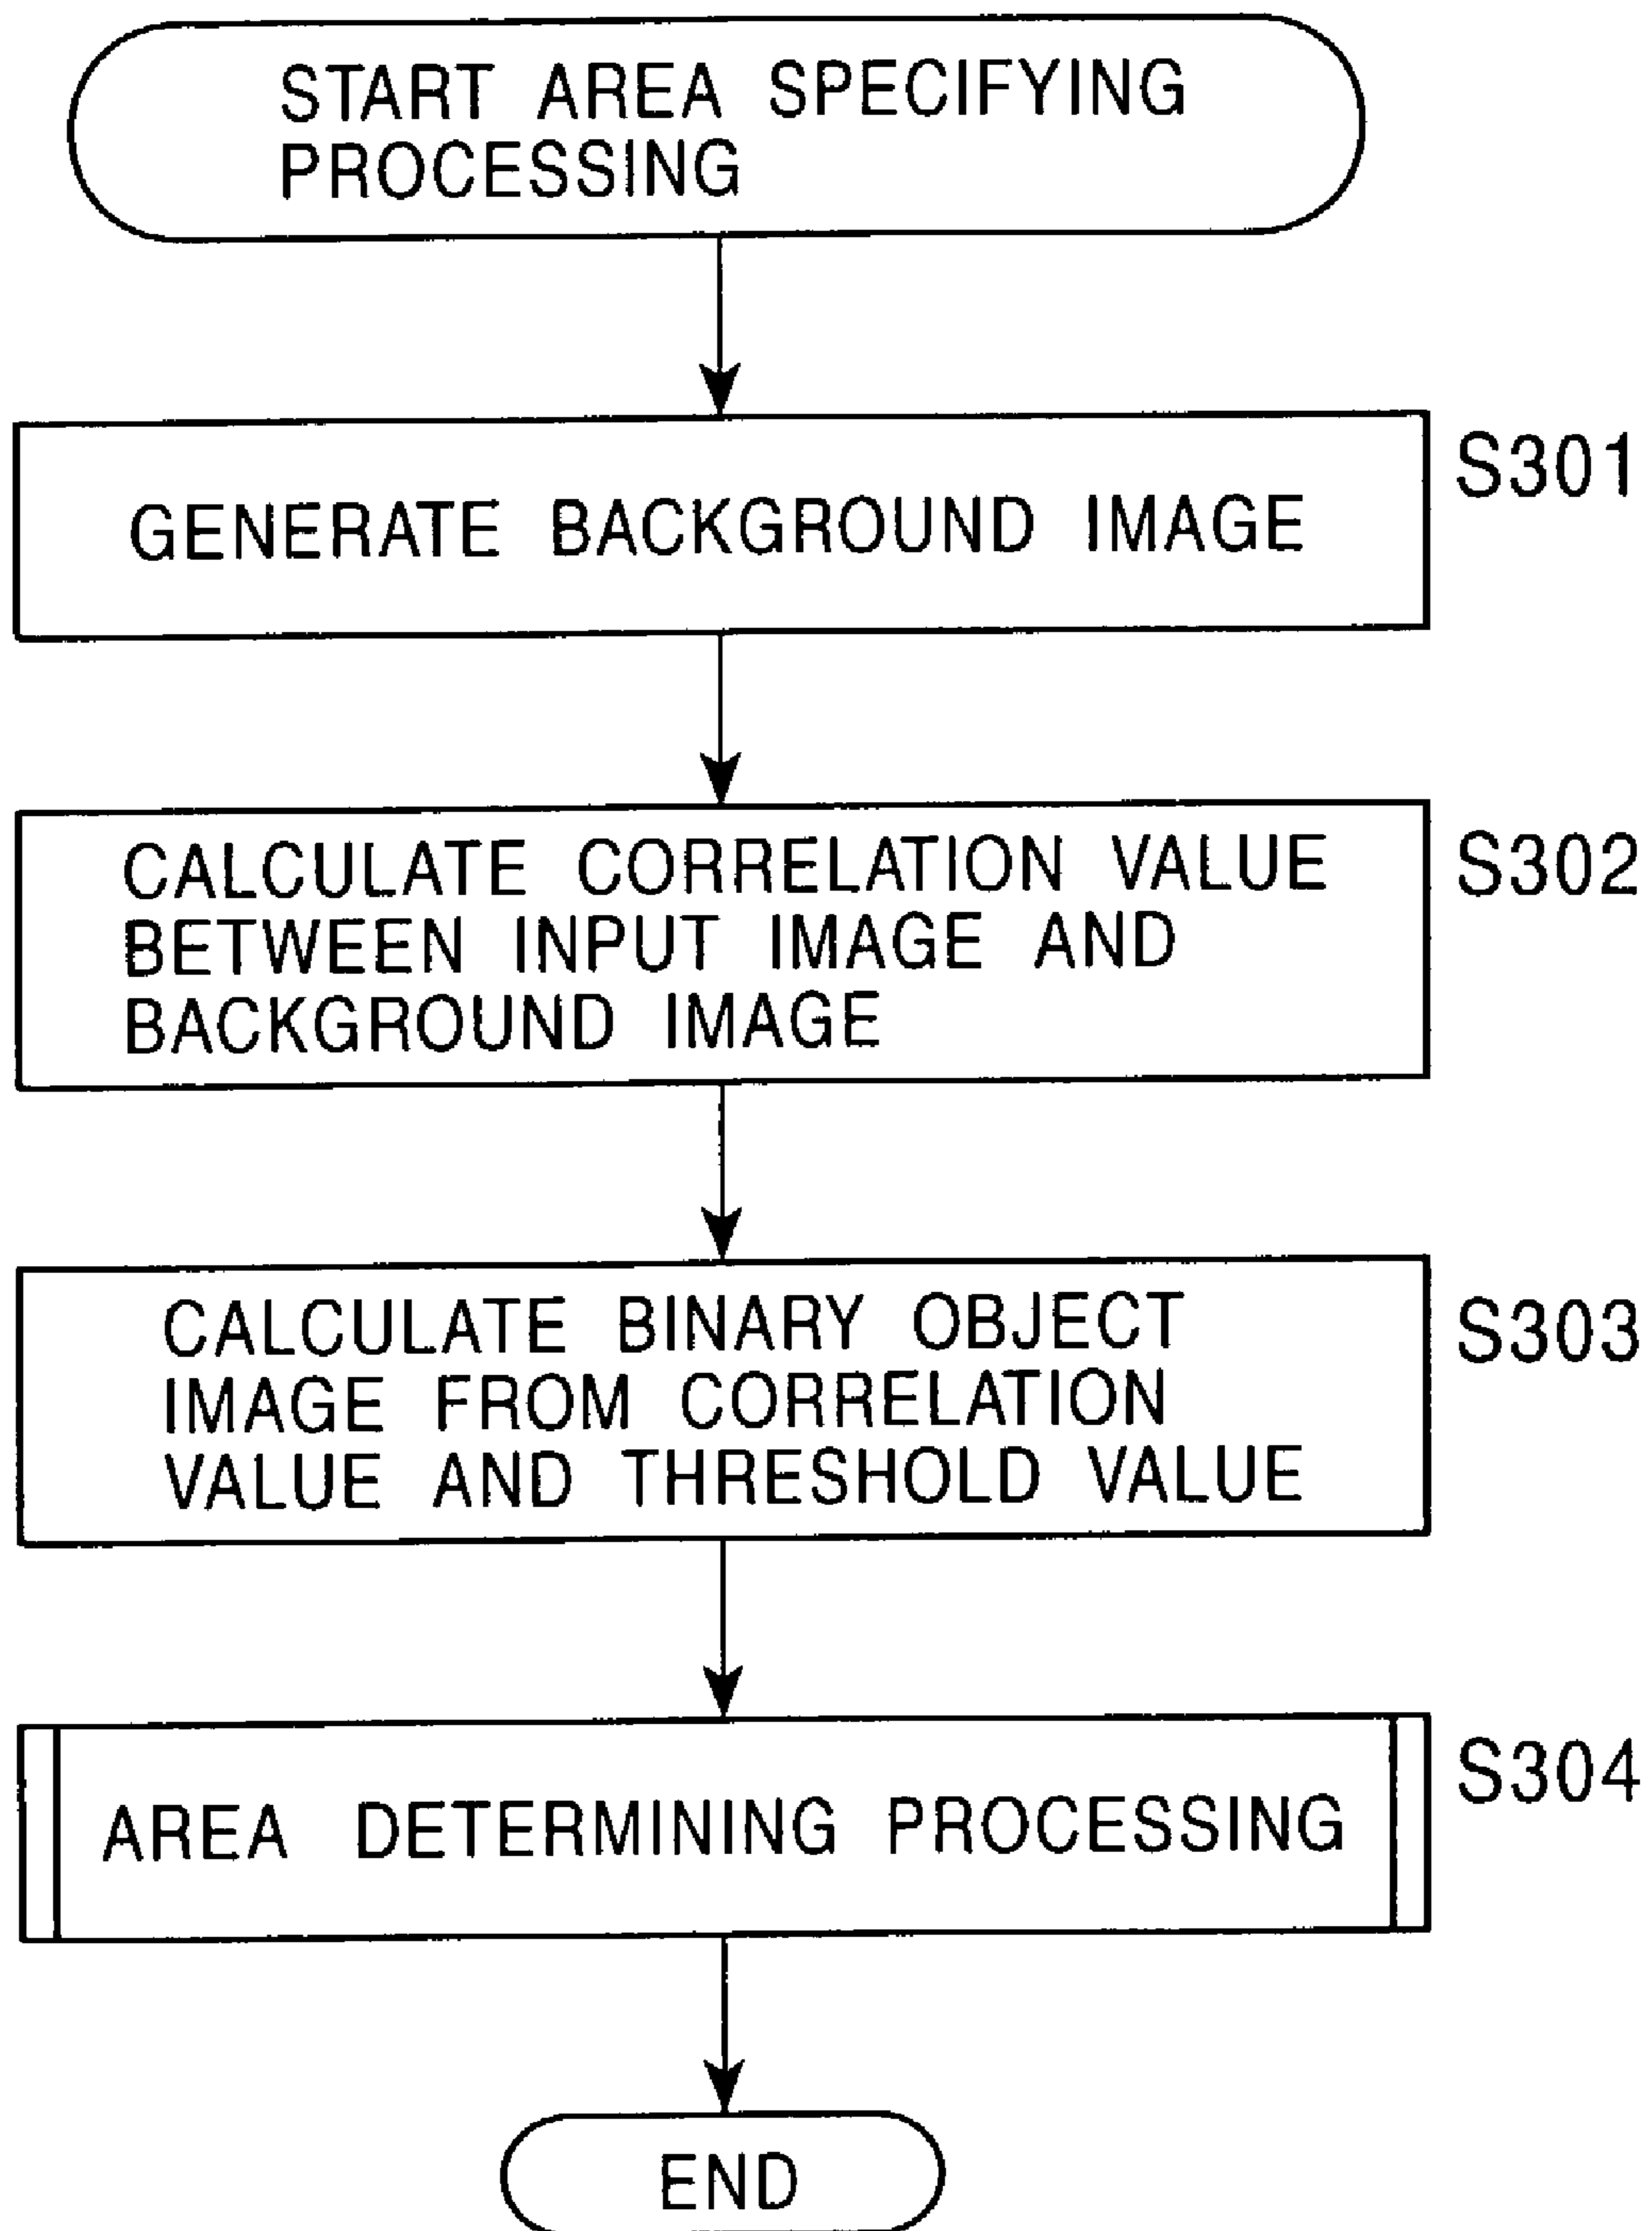 START AREA SPECIFYING
PROCESSING
GENERATE BACKGROUND IMAGE
S301
CALCULATE CORRELATION VALUE
BETWEEN INPUT IMAGE AND
BACKGROUND IMAGE
S302
CALCULATE BINARY OBJECT
IMAGE FROM CORRELATION
VALUE AND THRESHOLD VALUE
S303
AREA DETERMINING PROCESSING
S304
END